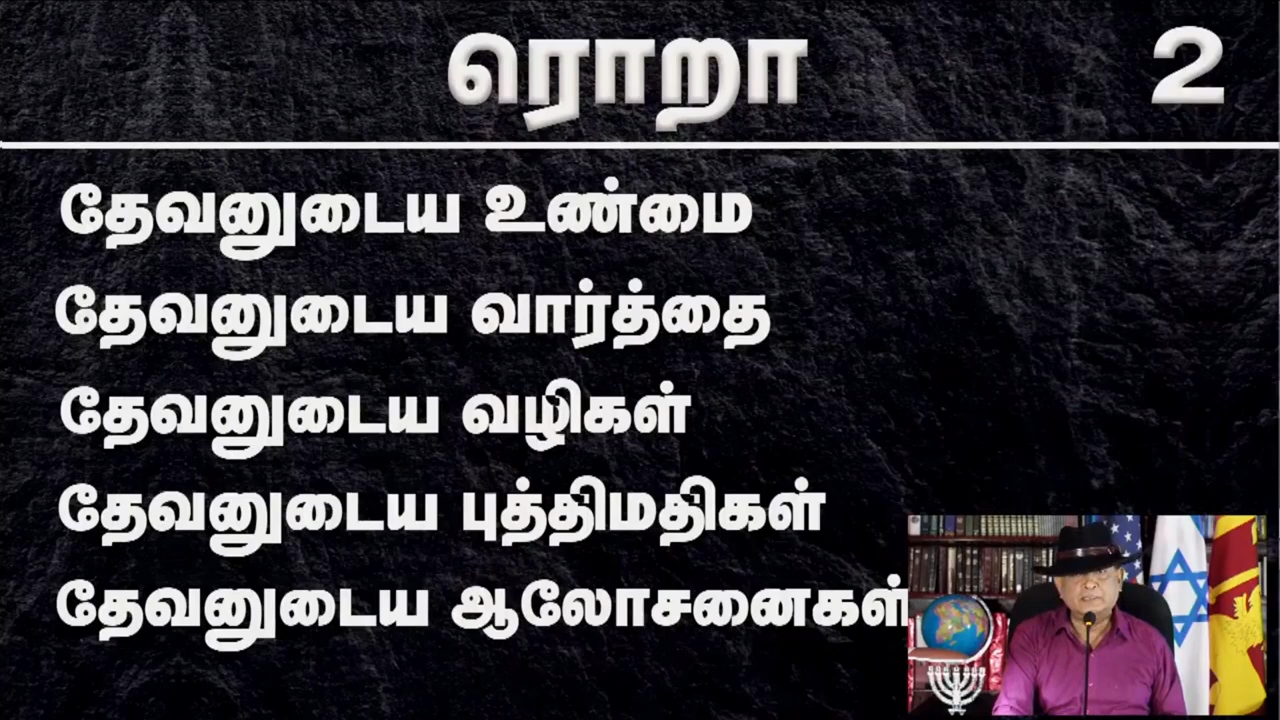 ரொறா
2
தேவனுடைய உண்மை
தேவனுடைய வார்த்தை
தேவனுடைய வழிகள்
தேவனுடைய புத்திமதிகள்
தேவனுடைய ஆலோசனைகள்